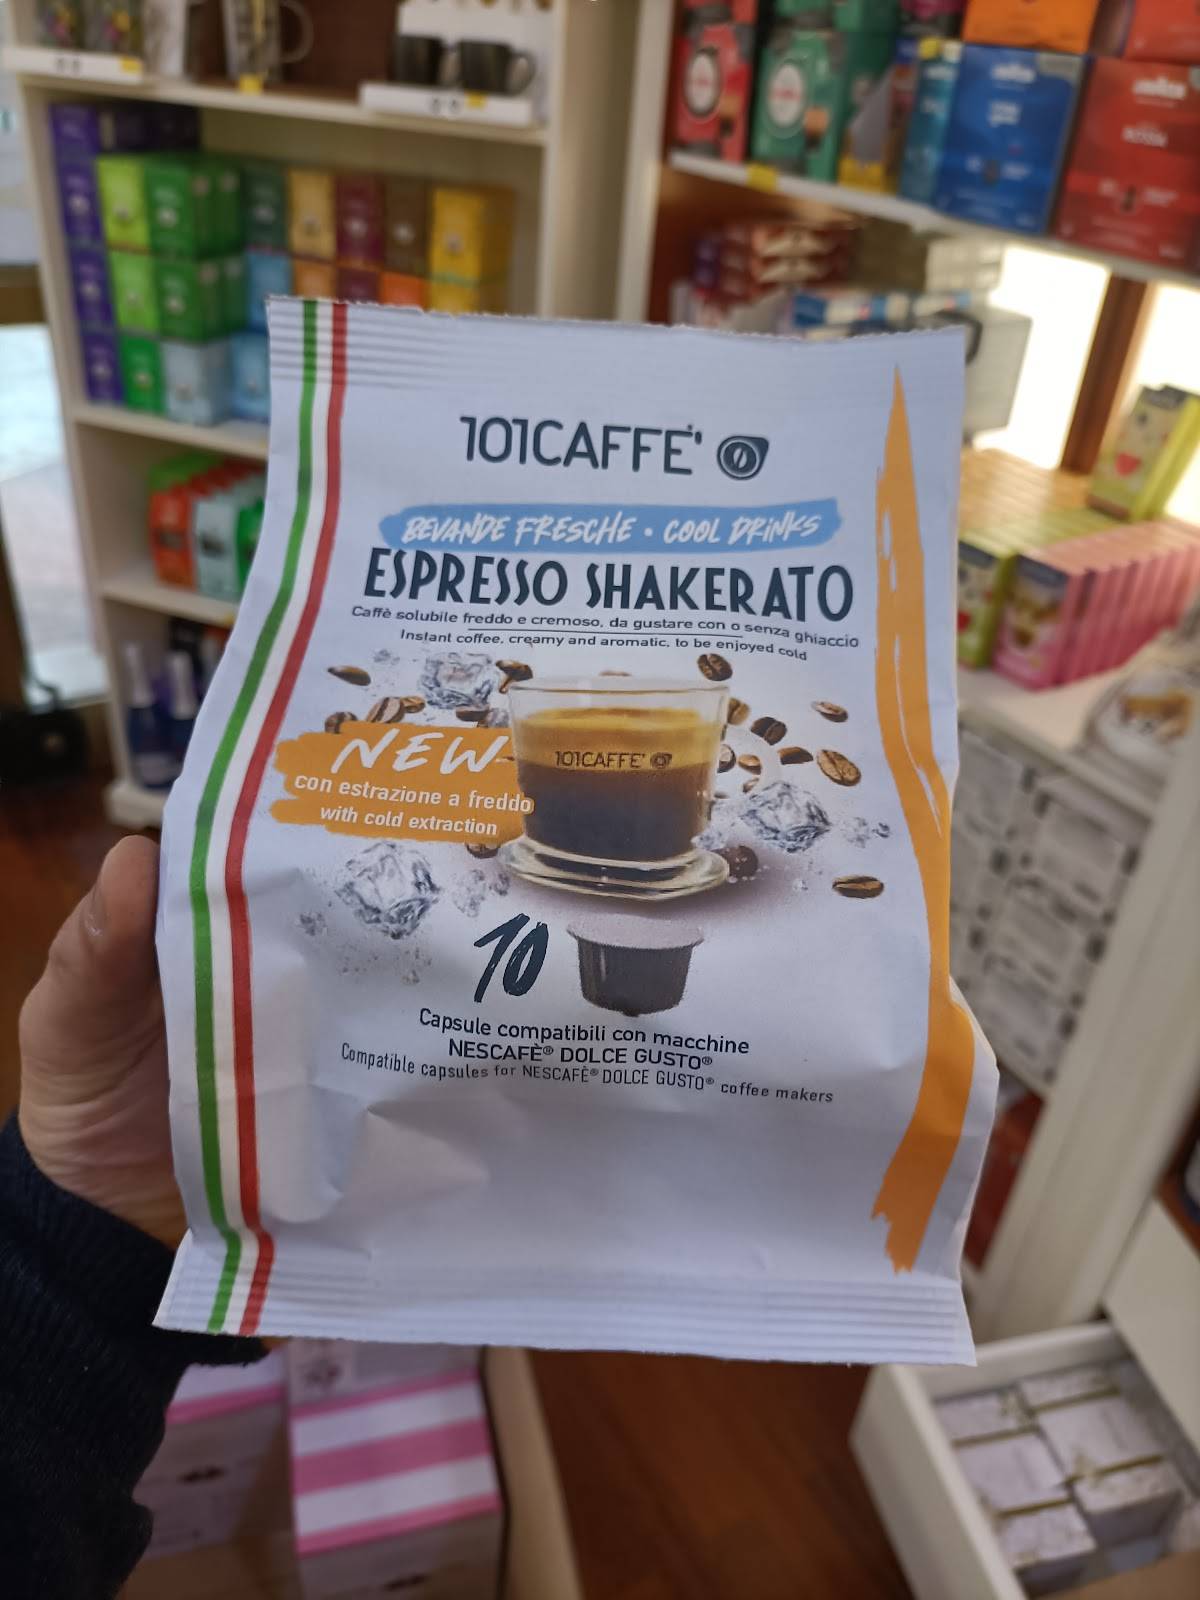 101CAFFE'
BEVANDE FRESCHE • COOL DRINKS
ESPRESSO SHAKERATO
Caffè solubile freddo e cremoso, da gustare con o senza ghiaccio
Instant coffee, creamy and aromatic, to be enjoyed cold
NEW
con estrazione a freddo
with cold extraction
101CAFFE'
10
Capsule compatibili con macchine
NESCAFÈ® DOLCE GUSTO®
Compatible capsules for NESCAFÈ® DOLCE GUSTO® coffee makers